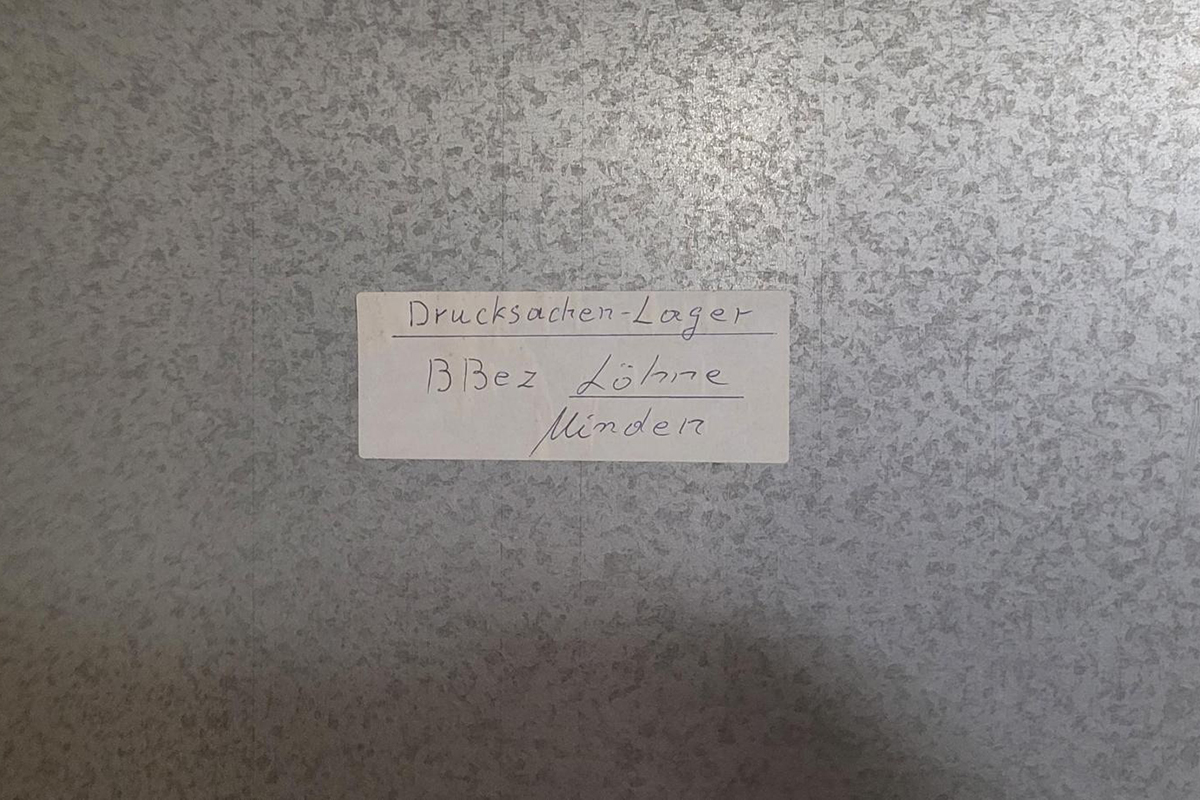 Drucksachen-Lager
BBez Löhne
Minden